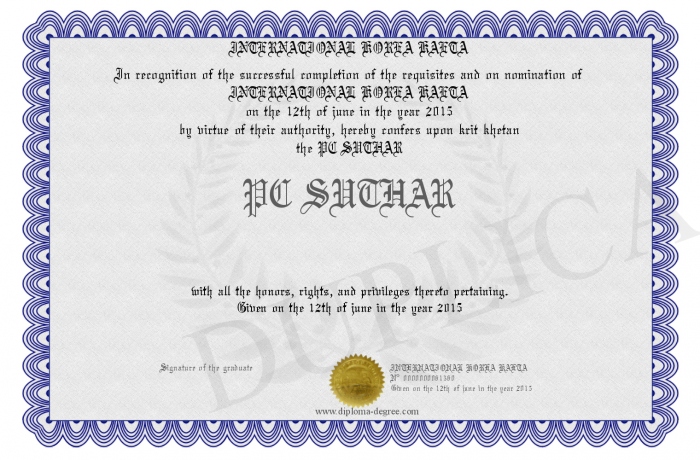 INTERNATIONAL KOREA KAETA
In recognition of the successful completion of the requisites and on nomination of
INTERNATIONAL KOREA KAETA
on the 12th of june in the year 2015
by virtue of their authority, hereby confers upon krit khetan
the PC SUTHAR
PC SUTHAR
with all the honors, rights, and privileges thereto pertaining.
Given on the 12th of june in the year 2015
DUPLICA
Signature of the graduate
INTERNATIONAL KOREA KAETA
Given on the 12th of june in the year 2015
www.diploma-degree.com